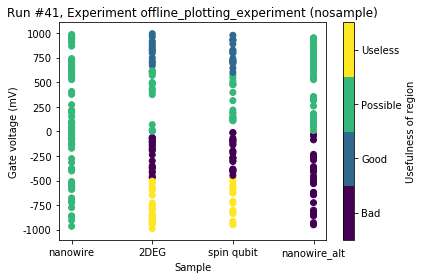 Run #41, Experiment offline_plotting_experiment (nosample)
1000
750
500
250
0
-250
-500
-750
-1000
Gate voltage (mV)
nanowire
2DEG
spin qubit
nanowire_alt
Sample
Useless
Possible
Good
Bad
Usefulness of region